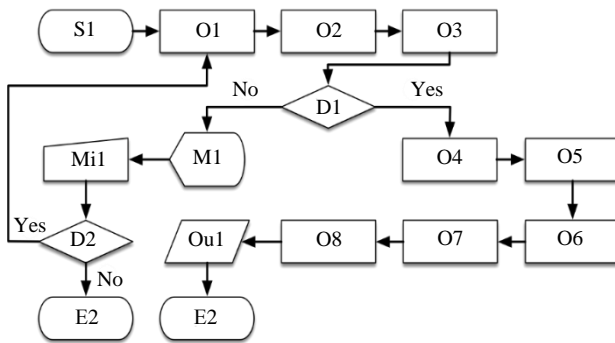 S1
O1
O2
O3
No
D1
Yes
Mi1
M1
O4
O5
Yes
D2
Ou1
O8
O7
O6
No
E2
E2